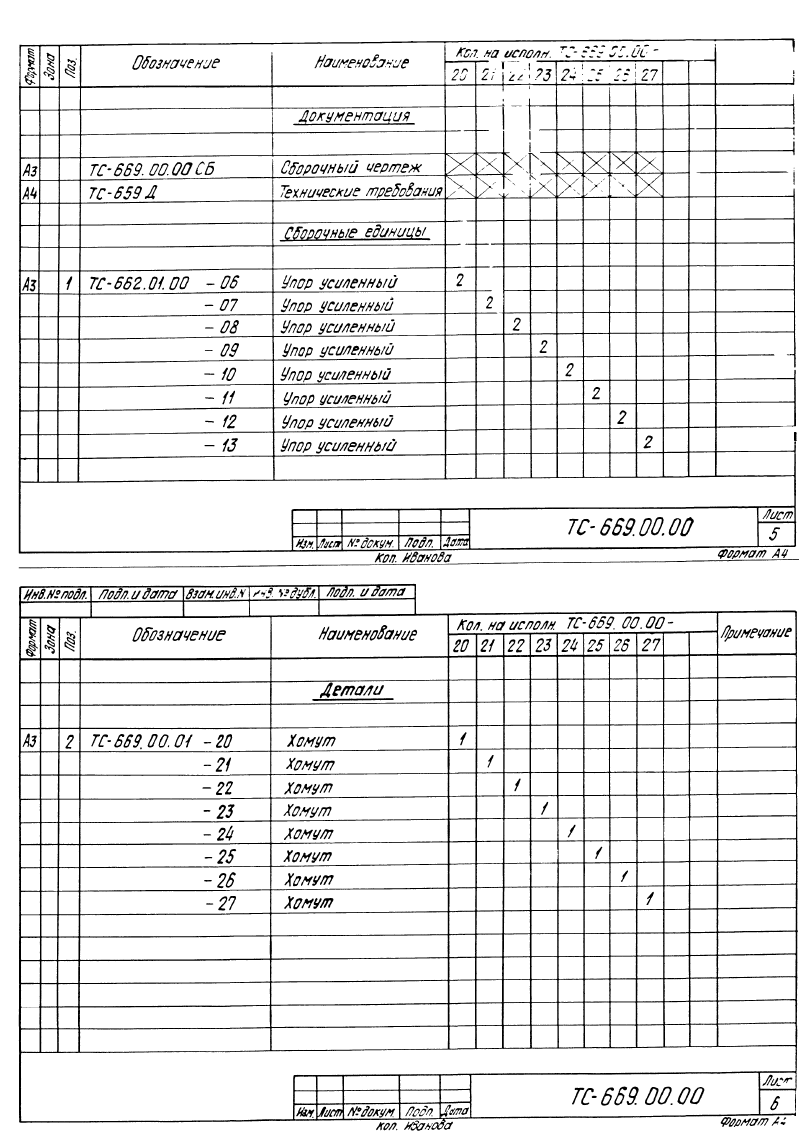 Формат Зона Поз. Обозначение Наименование Кол. на исполн. ТС-669.00.00-
20 21 22 23 24 25 26 27
Документация
А3 ТС-669.00.00 СБ Сборочный чертеж
А4 ТС-659 Д Технические требования
Сборочные единицы
А3 1 ТС-662.01.00 -06 Упор усиленный 2
-07 Упор усиленный 2
-08 Упор усиленный 2
-09 Упор усиленный 2
-10 Упор усиленный 2
-11 Упор усиленный 2
-12 Упор усиленный 2
-13 Упор усиленный 2
ТС-669.00.00 Лист
5
Изм. Лист № докум. Подп. Дата
Коп. Иванова Формат А4
Инв.№ подл. Подп. и дата Взам.инв.№ Инв. № дубл. Подп. и дата
Формат Зона Поз. Обозначение Наименование Кол. на исполн. ТС-669.00.00- Примечание
20 21 22 23 24 25 26 27
Детали
А3 2 ТС-669.00.01 -20 Хомут 1
-21 Хомут 1
-22 Хомут 1
-23 Хомут 1
-24 Хомут 1
-25 Хомут 1
-26 Хомут 1
-27 Хомут 1
ТС-669.00.00 Лист
6
Изм. Лист № докум. Подп. Дата
Коп. Иванова Формат А4